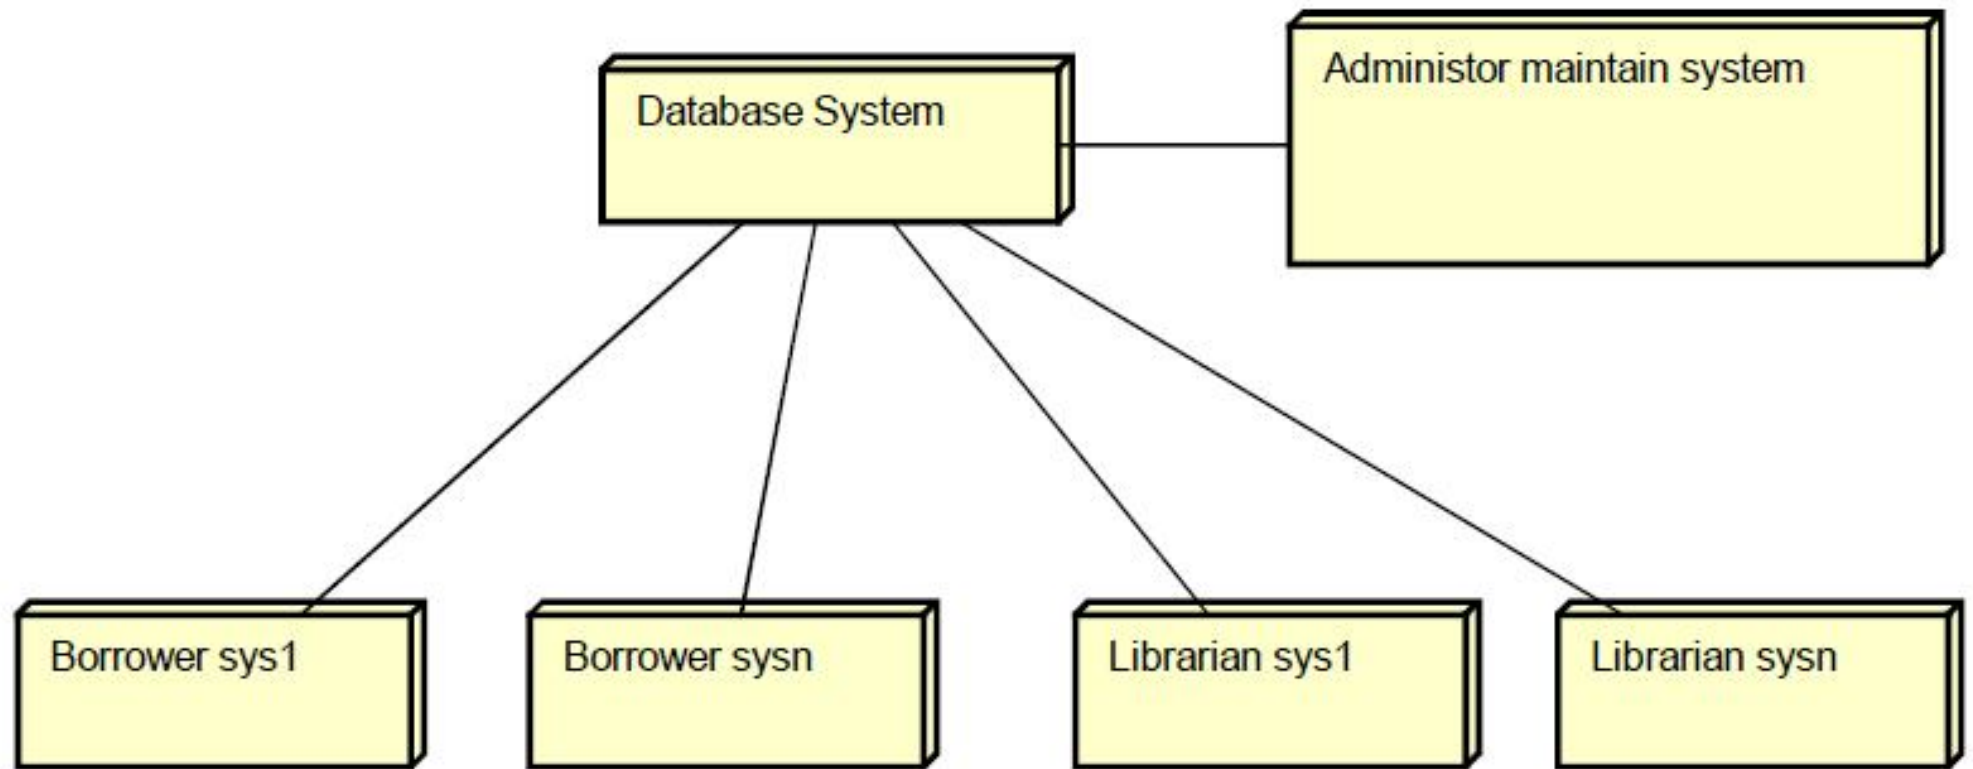 Database System
Administor maintain system
Borrower sys1
Borrower sysn
Librarian sys1
Librarian sysn